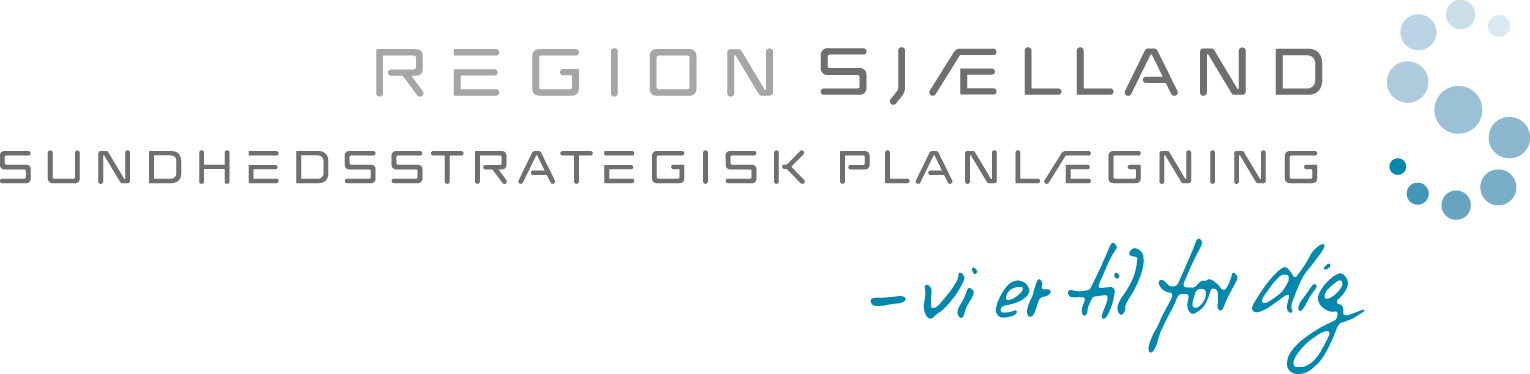 REGION SJÆLLAND
SUNDHEDSSTRATEGISK PLANLÆGNING
- vi er til for dig